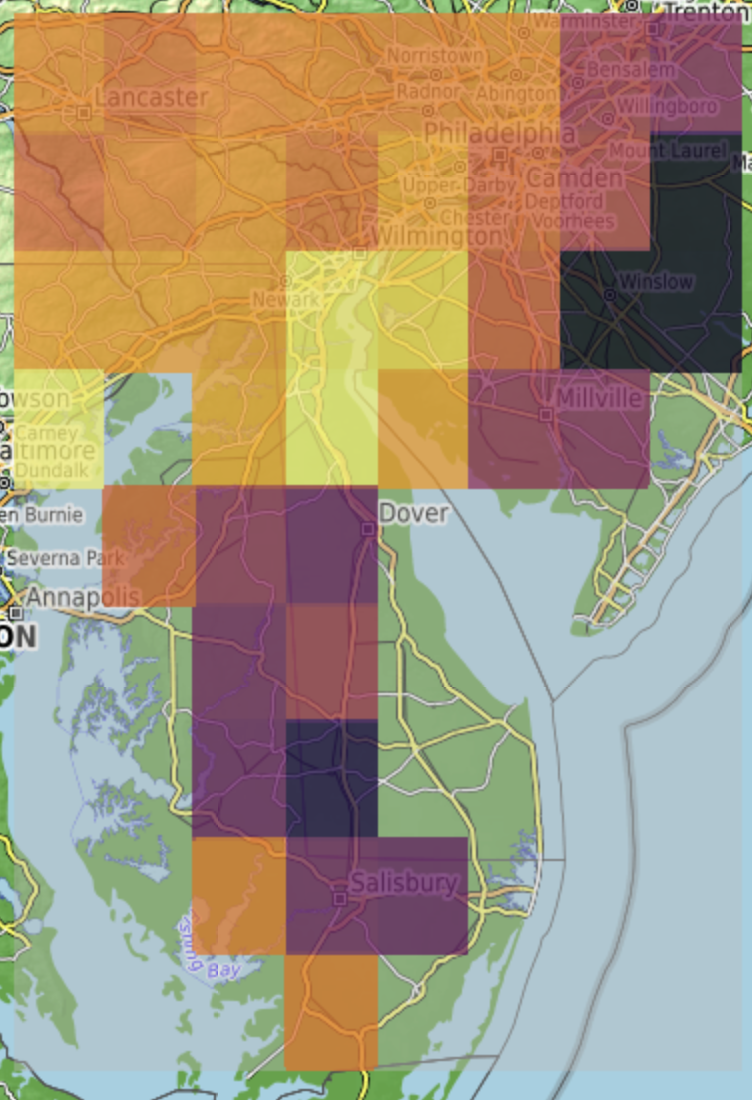 Trenton
Warminster
Norristown
Bensalem
Radnor
Abington
Lancaster
Willingboro
Philadelphia
Mount Laurel
Ma
Upper Darby
Camden
Deptford
Chester
Voorhees
Wilmington
Winslow
Newark
owson
Millville
Carney
altimore
Dundalk
en Burnie
Dover
Severna Park
Annapolis
ON
Salisbury
Bay